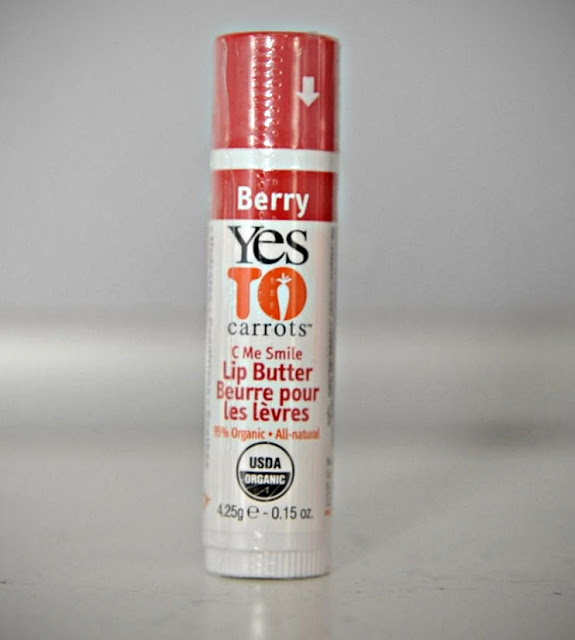 Berry
Yes
TO
carrots™
C Me Smile
Lip Butter
Beurre pour
les lèvres
95% Organic • All-natural
USDA
ORGANIC
4.25g ℮ - 0.15 oz.